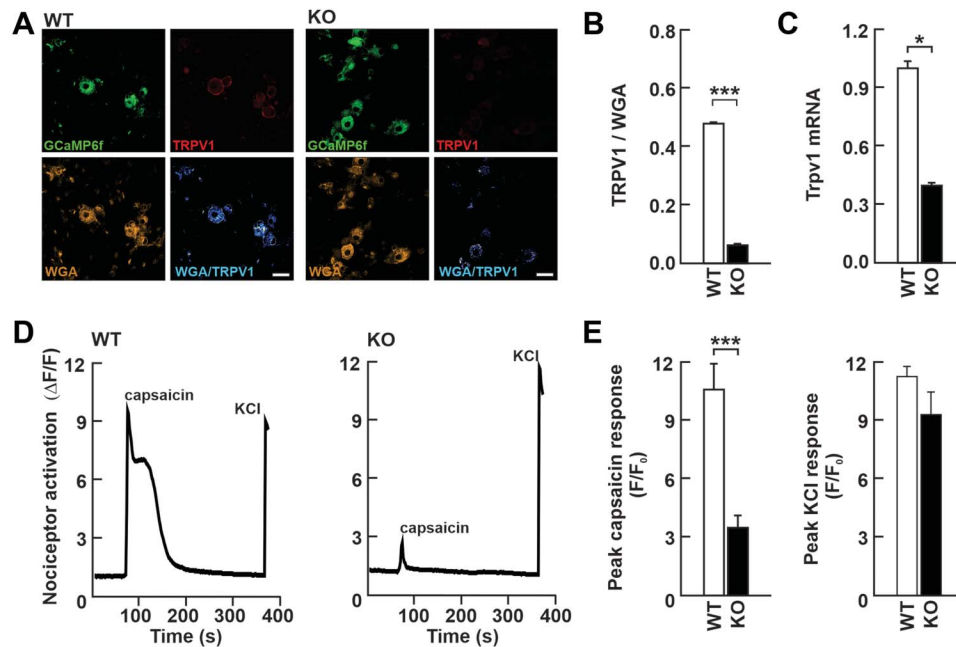 A
WT
KO
GCaMP6f
TRPV1
GCaMP6f
TRPV1
WGA
WGA/TRPV1
WGA
WGA/TRPV1
B
TRPV1 / WGA
0.8
0.6
0.4
0.2
0.0
***
WT
KO
C
Trpv1 mRNA
1.2
0.9
0.6
0.3
0.0
*
WT
KO
D
WT
Nociceptor activation (ΔF/F)
12
9
6
3
0
capsaicin
KCl
100 200 300 400
Time (s)
KO
12
9
6
3
0
capsaicin
KCl
100 200 300 400
Time (s)
E
Peak capsaicin response
(F/F₀)
12
9
6
3
0
***
WT
KO
Peak KCl response
(F/F₀)
12
9
6
3
0
WT
KO